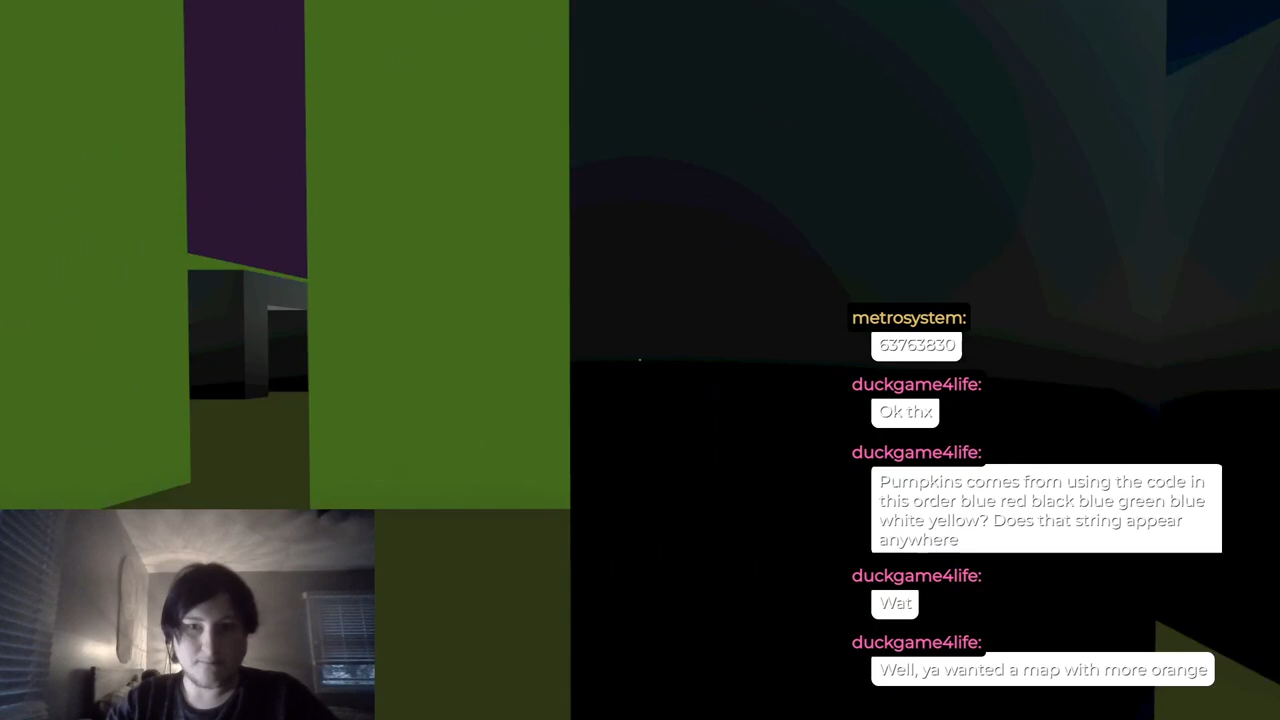 metrosystem:
63763830
duckgame4life:
Ok thx
duckgame4life:
Pumpkins comes from using the code in
this order blue red black blue green blue
white yellow? Does that string appear
anywhere
duckgame4life:
Wat
duckgame4life:
Well, ya wanted a map with more orange